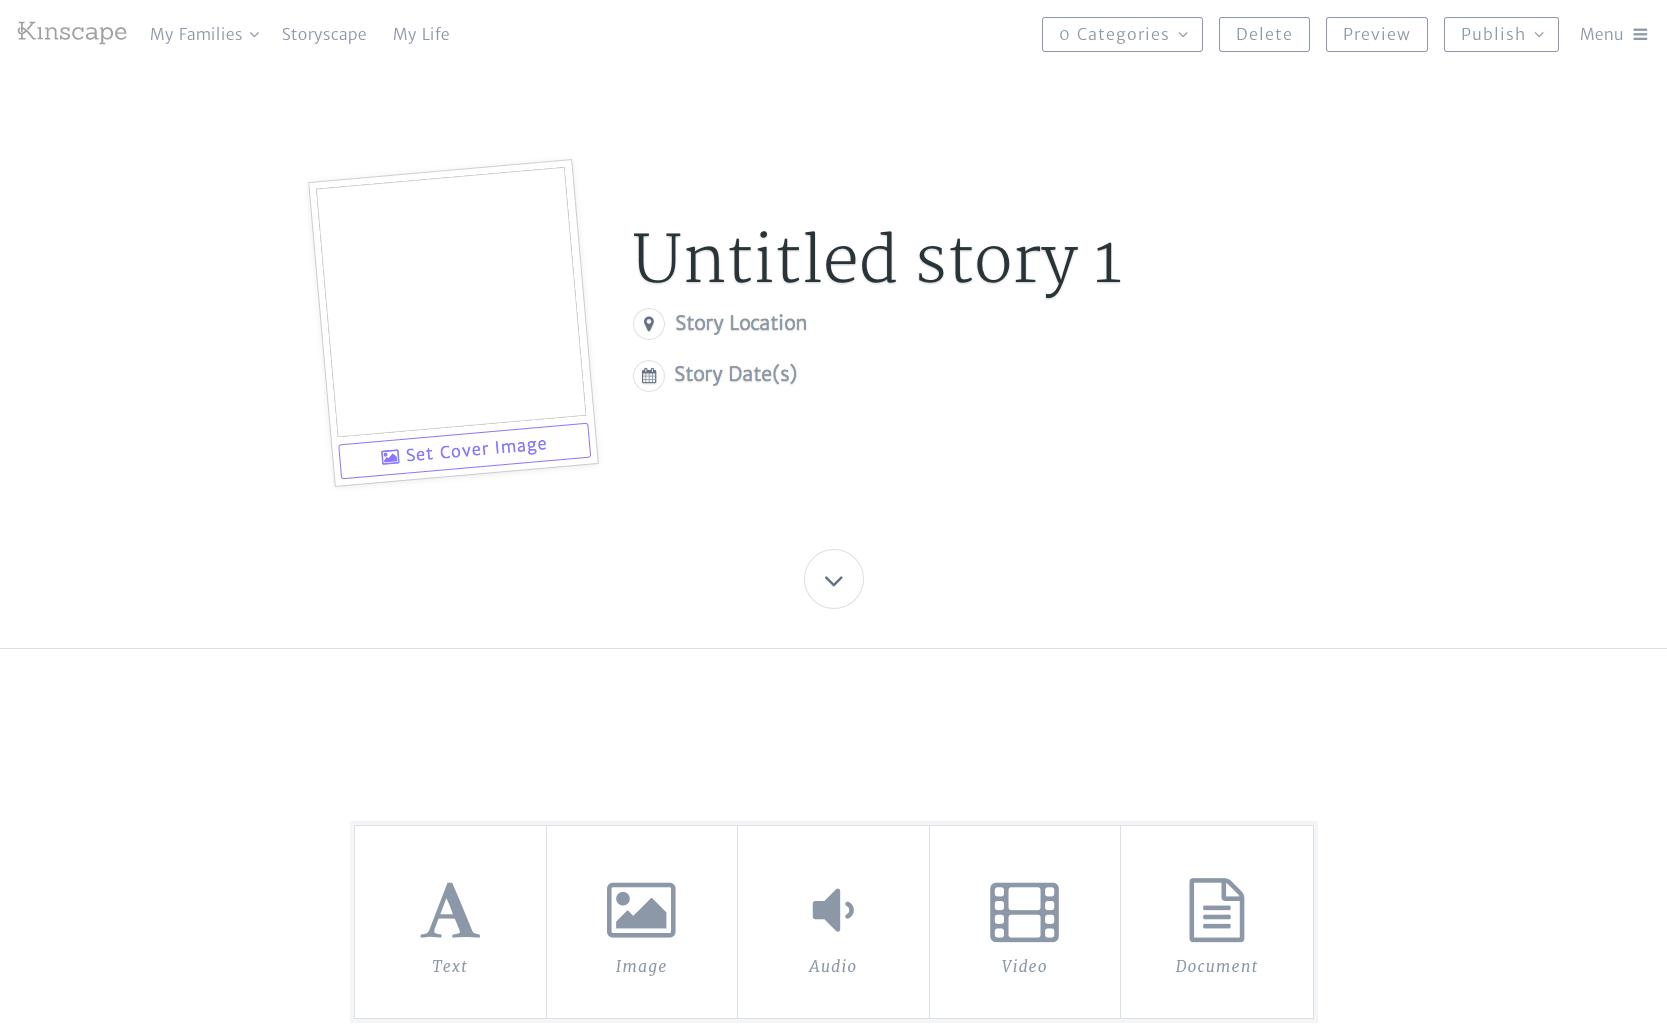 Kinscape My Families Storyscape My Life 0 Categories Delete Preview Publish Menu
Untitled story 1
Story Location
Story Date(s)
Set Cover Image
Text Image Audio Video Document